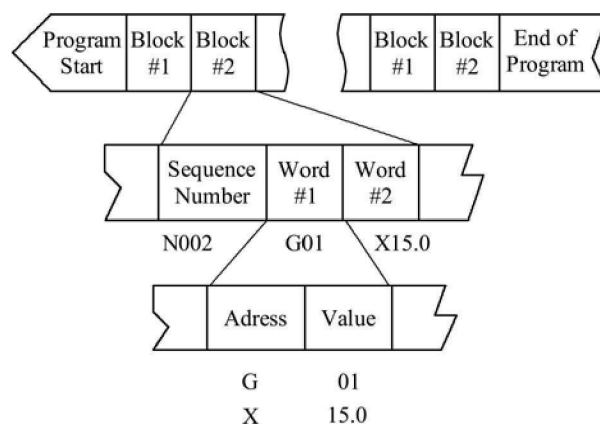 Program Start
Block #1
Block #2
Block #1
Block #2
End of Program
Sequence Number
Word #1
Word #2
N002
G01
X15.0
Adress
Value
G 01
X 15.0